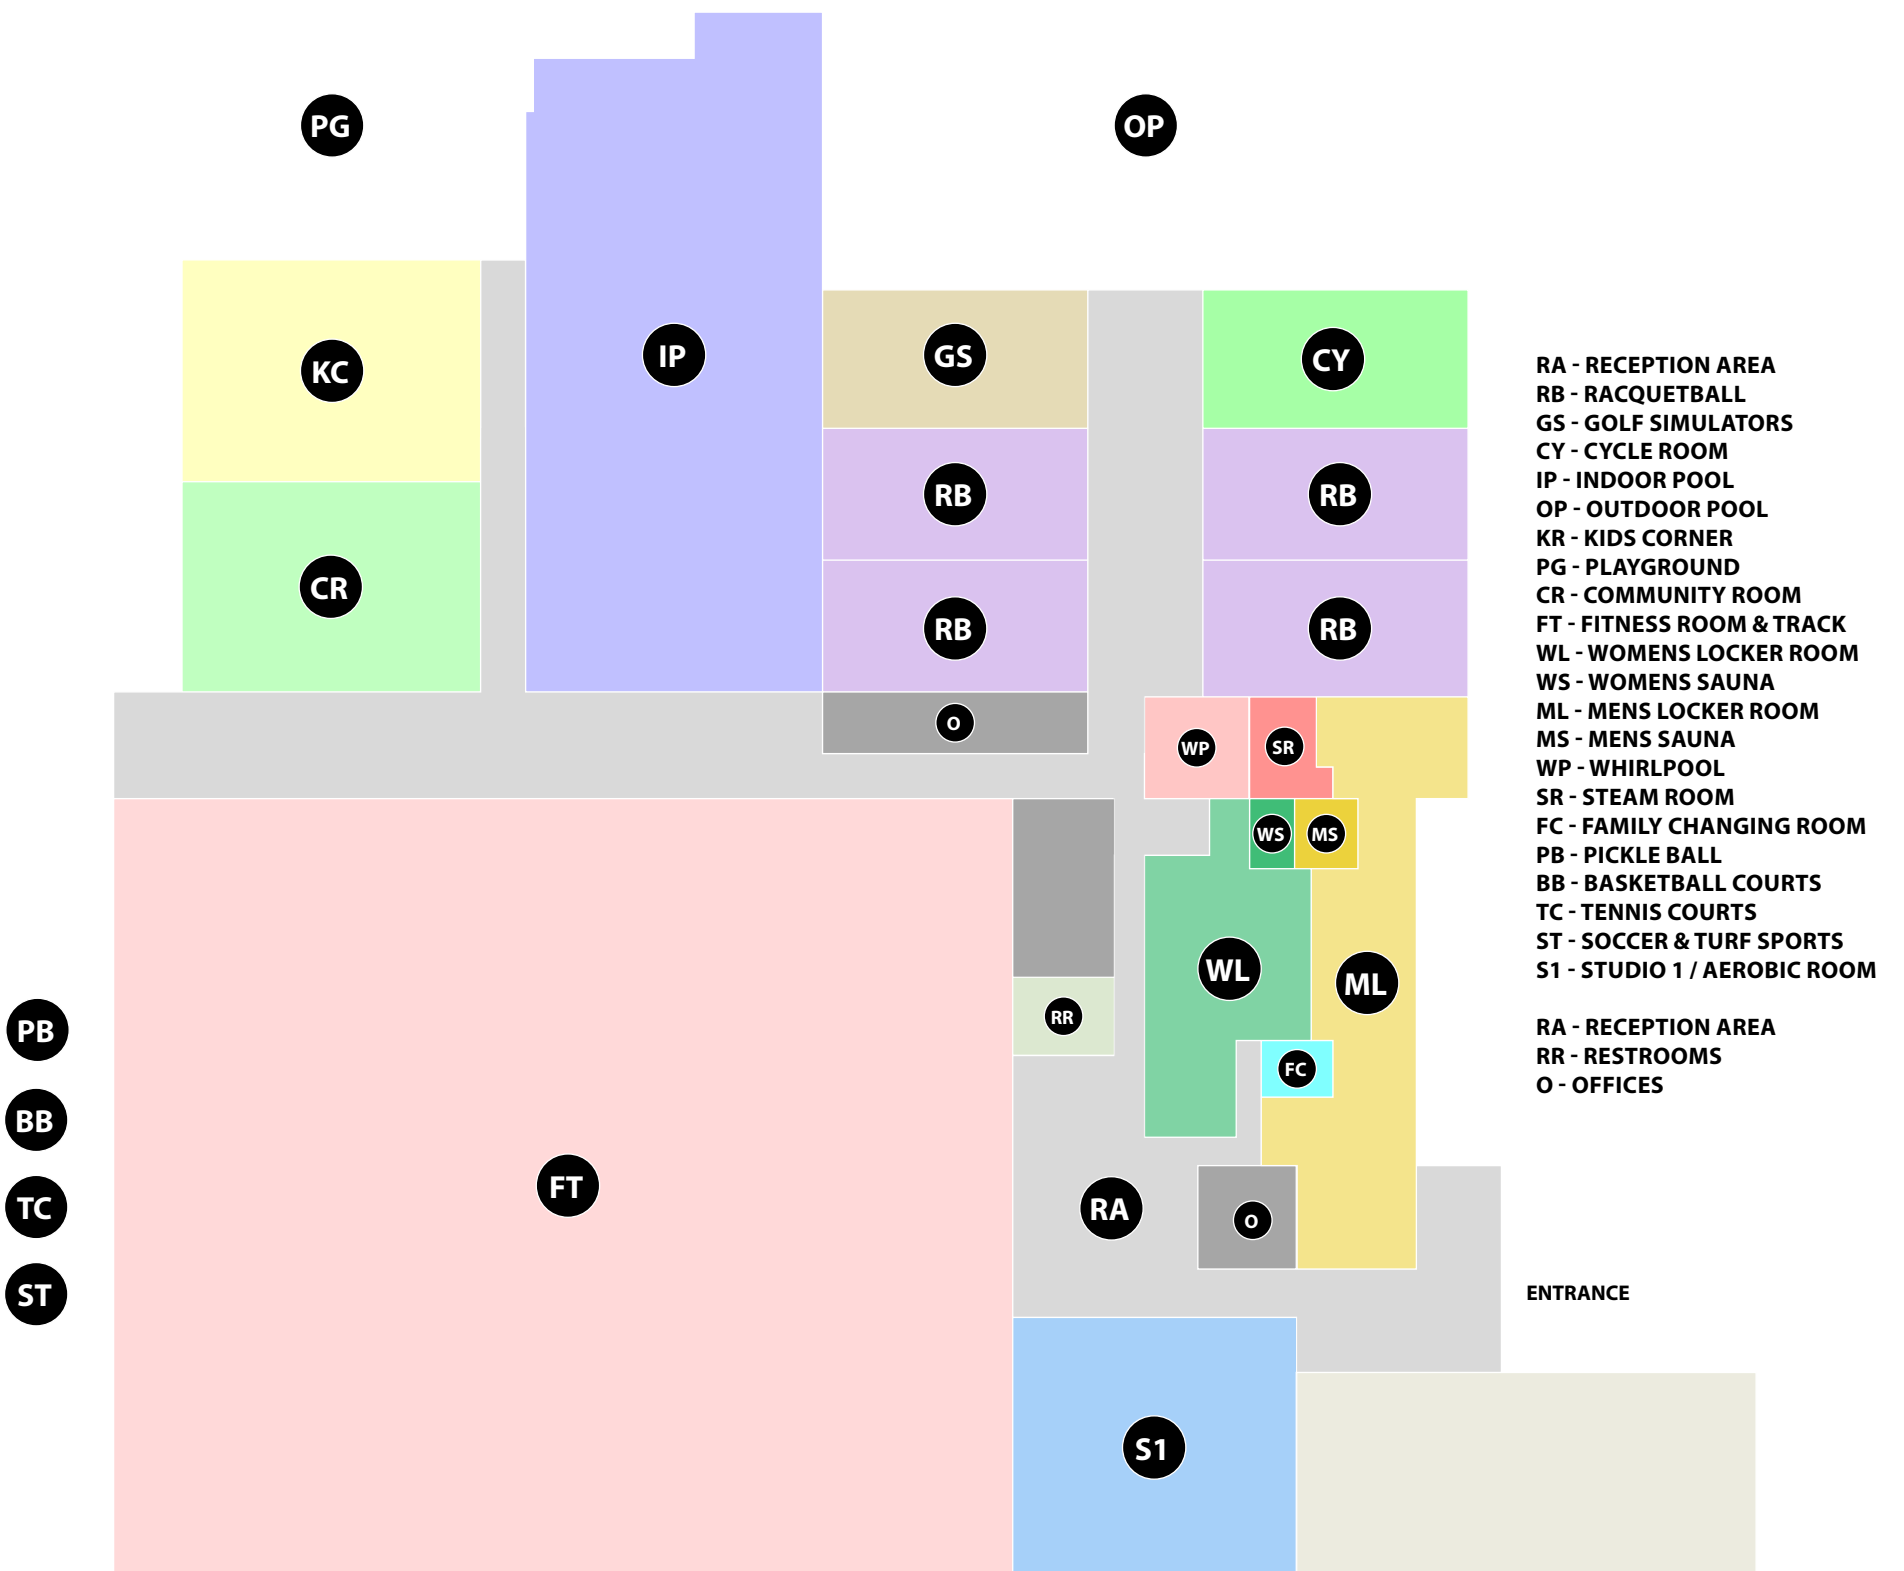 PG
OP
KC
IP
GS
CY
RB
RB
CR
RB
RB
O
WP
SR
WS
MS
WL
ML
RR
FC
PB
BB
TC
ST
FT
RA
O
S1
RA - RECEPTION AREA
RB - RACQUETBALL
GS - GOLF SIMULATORS
CY - CYCLE ROOM
IP - INDOOR POOL
OP - OUTDOOR POOL
KR - KIDS CORNER
PG - PLAYGROUND
CR - COMMUNITY ROOM
FT - FITNESS ROOM & TRACK
WL - WOMENS LOCKER ROOM
WS - WOMENS SAUNA
ML - MENS LOCKER ROOM
MS - MENS SAUNA
WP - WHIRLPOOL
SR - STEAM ROOM
FC - FAMILY CHANGING ROOM
PB - PICKLE BALL
BB - BASKETBALL COURTS
TC - TENNIS COURTS
ST - SOCCER & TURF SPORTS
S1 - STUDIO 1 / AEROBIC ROOM
RA - RECEPTION AREA
RR - RESTROOMS
O - OFFICES
ENTRANCE